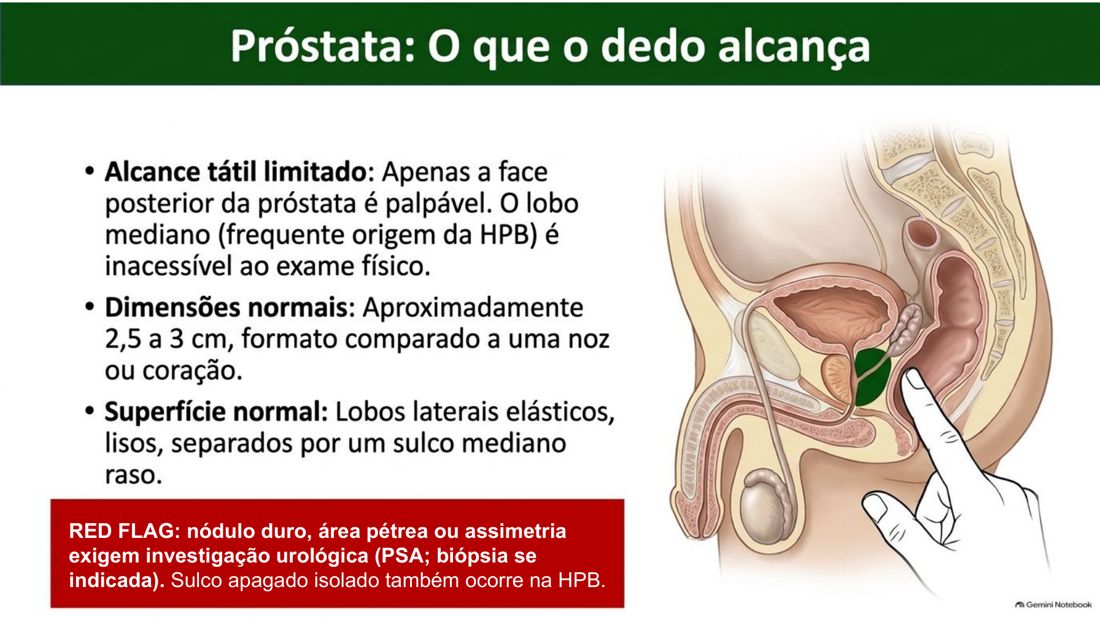 Próstata: O que o dedo alcança
• Alcance tátil limitado: Apenas a face
posterior da próstata é palpável. O lobo
mediano (frequente origem da HPB) é
inacessível ao exame físico.
• Dimensões normais: Aproximadamente
2,5 a 3 cm, formato comparado a uma noz
ou coração.
• Superfície normal: Lobos laterais elásticos,
lisos, separados por um sulco mediano
raso.
RED FLAG: nódulo duro, área pétrea ou assimetria
exigem investigação urológica (PSA; biópsia se
indicada). Sulco apagado isolado também ocorre na HPB.
Gemini Notebook